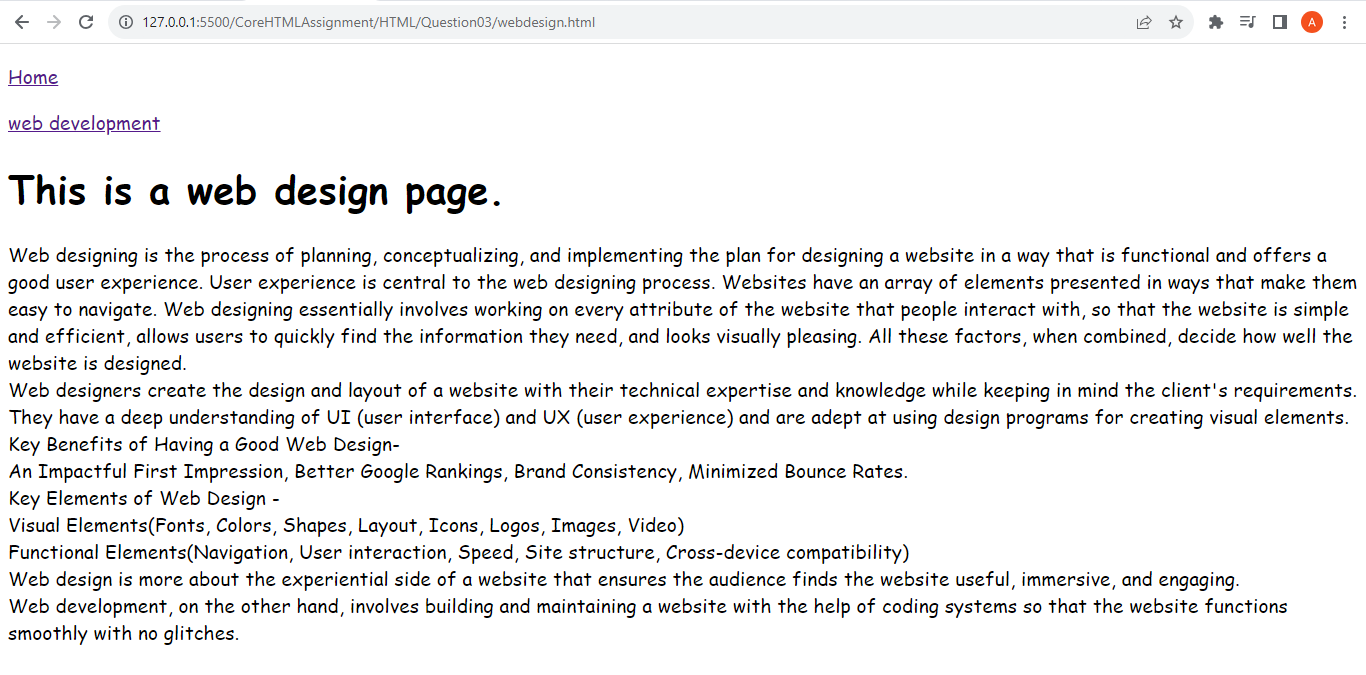 127.0.0.1:5500/CoreHTMLAssignment/HTML/Question03/webdesign.html
A
Home
web development
This is a web design page.
Web designing is the process of planning, conceptualizing, and implementing the plan for designing a website in a way that is functional and offers a
good user experience. User experience is central to the web designing process. Websites have an array of elements presented in ways that make them
easy to navigate. Web designing essentially involves working on every attribute of the website that people interact with, so that the website is simple
and efficient, allows users to quickly find the information they need, and looks visually pleasing. All these factors, when combined, decide how well the
website is designed.
Web designers create the design and layout of a website with their technical expertise and knowledge while keeping in mind the client's requirements.
They have a deep understanding of UI (user interface) and UX (user experience) and are adept at using design programs for creating visual elements.
Key Benefits of Having a Good Web Design-
An Impactful First Impression, Better Google Rankings, Brand Consistency, Minimized Bounce Rates.
Key Elements of Web Design -
Visual Elements(Fonts, Colors, Shapes, Layout, Icons, Logos, Images, Video)
Functional Elements(Navigation, User interaction, Speed, Site structure, Cross-device compatibility)
Web design is more about the experiential side of a website that ensures the audience finds the website useful, immersive, and engaging.
Web development, on the other hand, involves building and maintaining a website with the help of coding systems so that the website functions
smoothly with no glitches.